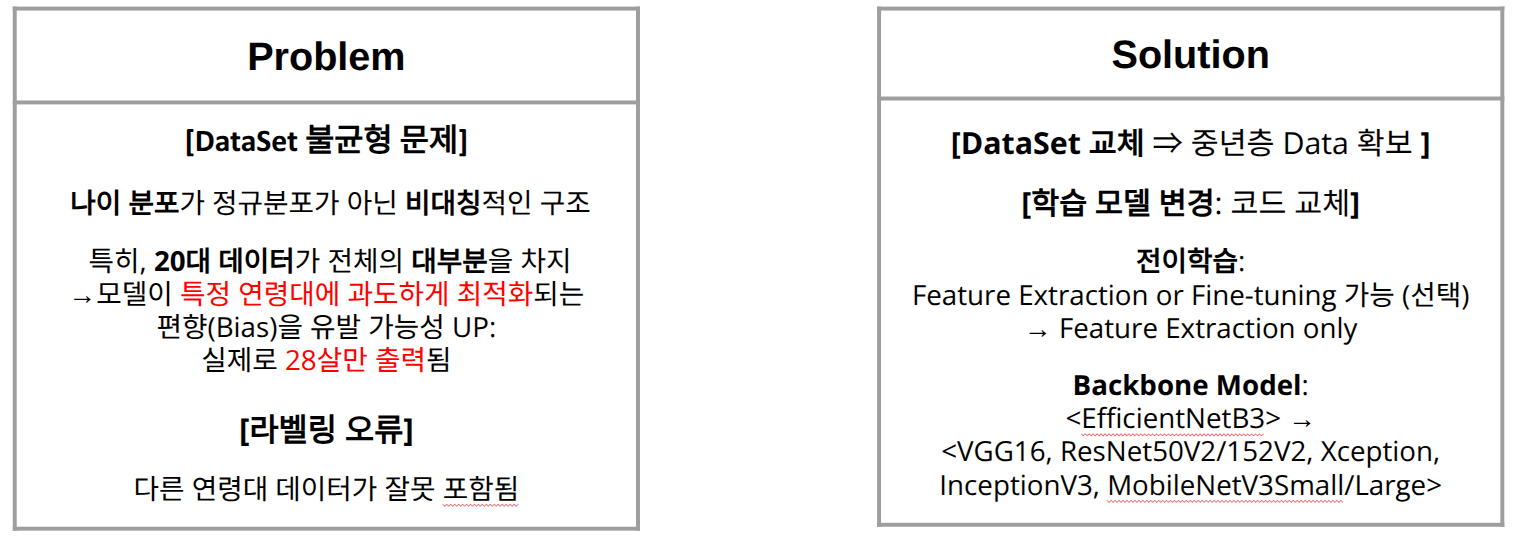 Problem
[DataSet 불균형 문제]
나이 분포가 정규분포가 아닌 비대칭적인 구조
특히, 20대 데이터가 전체의 대부분을 차지
→모델이 특정 연령대에 과도하게 최적화되는
편향(Bias)을 유발 가능성 UP:
실제로 28살만 출력됨
[라벨링 오류]
다른 연령대 데이터가 잘못 포함됨
Solution
[DataSet 교체 ⇒ 중년층 Data 확보 ]
[학습 모델 변경: 코드 교체]
전이학습:
Feature Extraction or Fine-tuning 가능 (선택)
→ Feature Extraction only
Backbone Model:
<EfficientNetB3> →
<VGG16, ResNet50V2/152V2, Xception,
InceptionV3, MobileNetV3Small/Large>